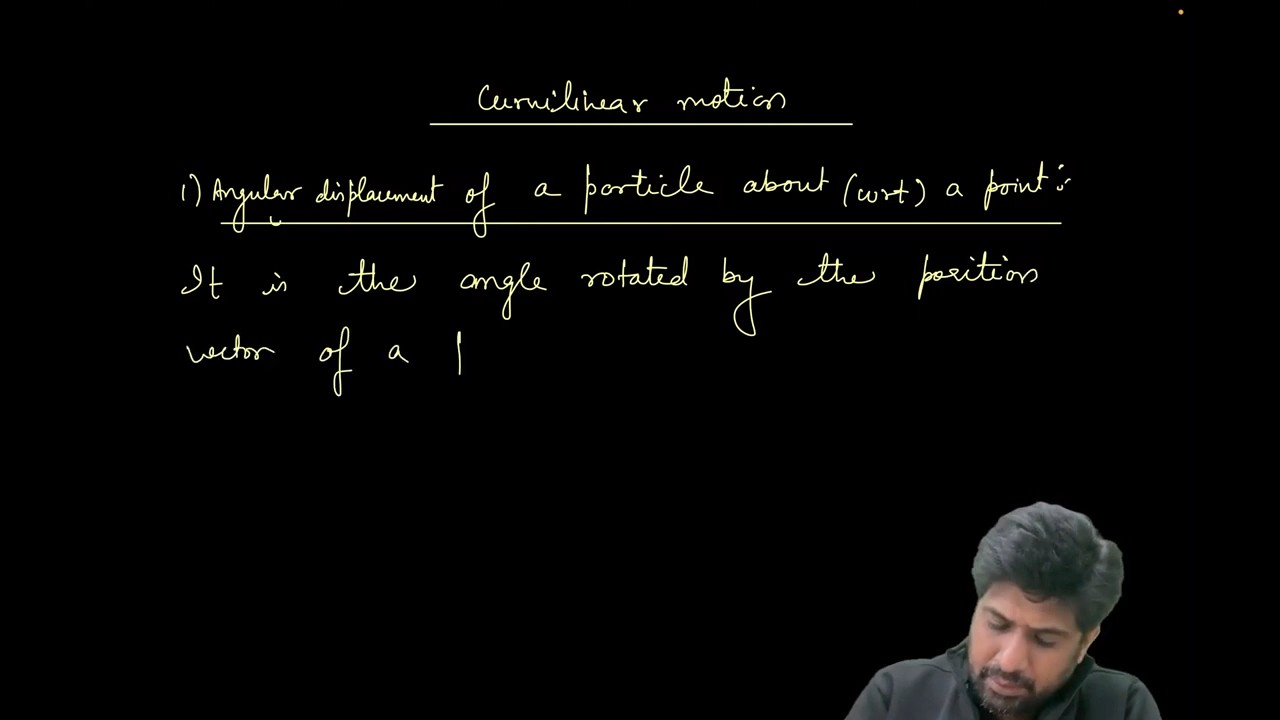 Curvilinear motion
1) Angular displacement of a particle about (wrt) a point :-
It is the angle rotated by the position
vector of a